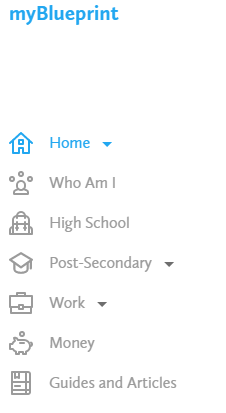 myBlueprint
Home
Who Am I
High School
Post-Secondary
Work
Money
Guides and Articles